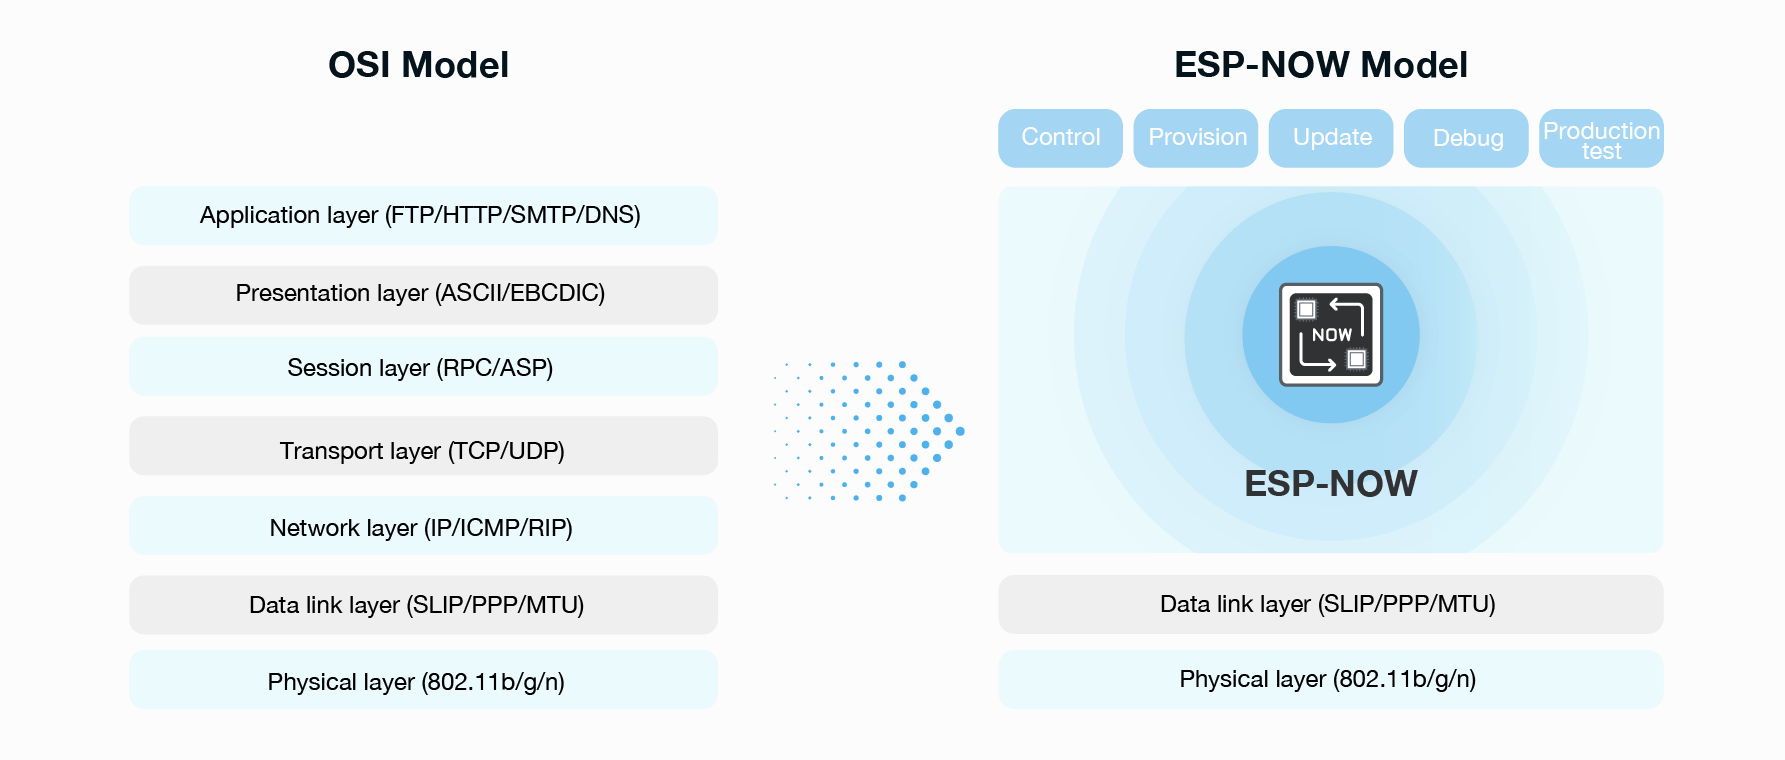 OSI Model
Application layer (FTP/HTTP/SMTP/DNS)
Presentation layer (ASCII/EBCDIC)
Session layer (RPC/ASP)
Transport layer (TCP/UDP)
Network layer (IP/ICMP/RIP)
Data link layer (SLIP/PPP/MTU)
Physical layer (802.11b/g/n)
ESP-NOW Model
Control
Provision
Update
Debug
Production
test
NOW
ESP-NOW
Data link layer (SLIP/PPP/MTU)
Physical layer (802.11b/g/n)